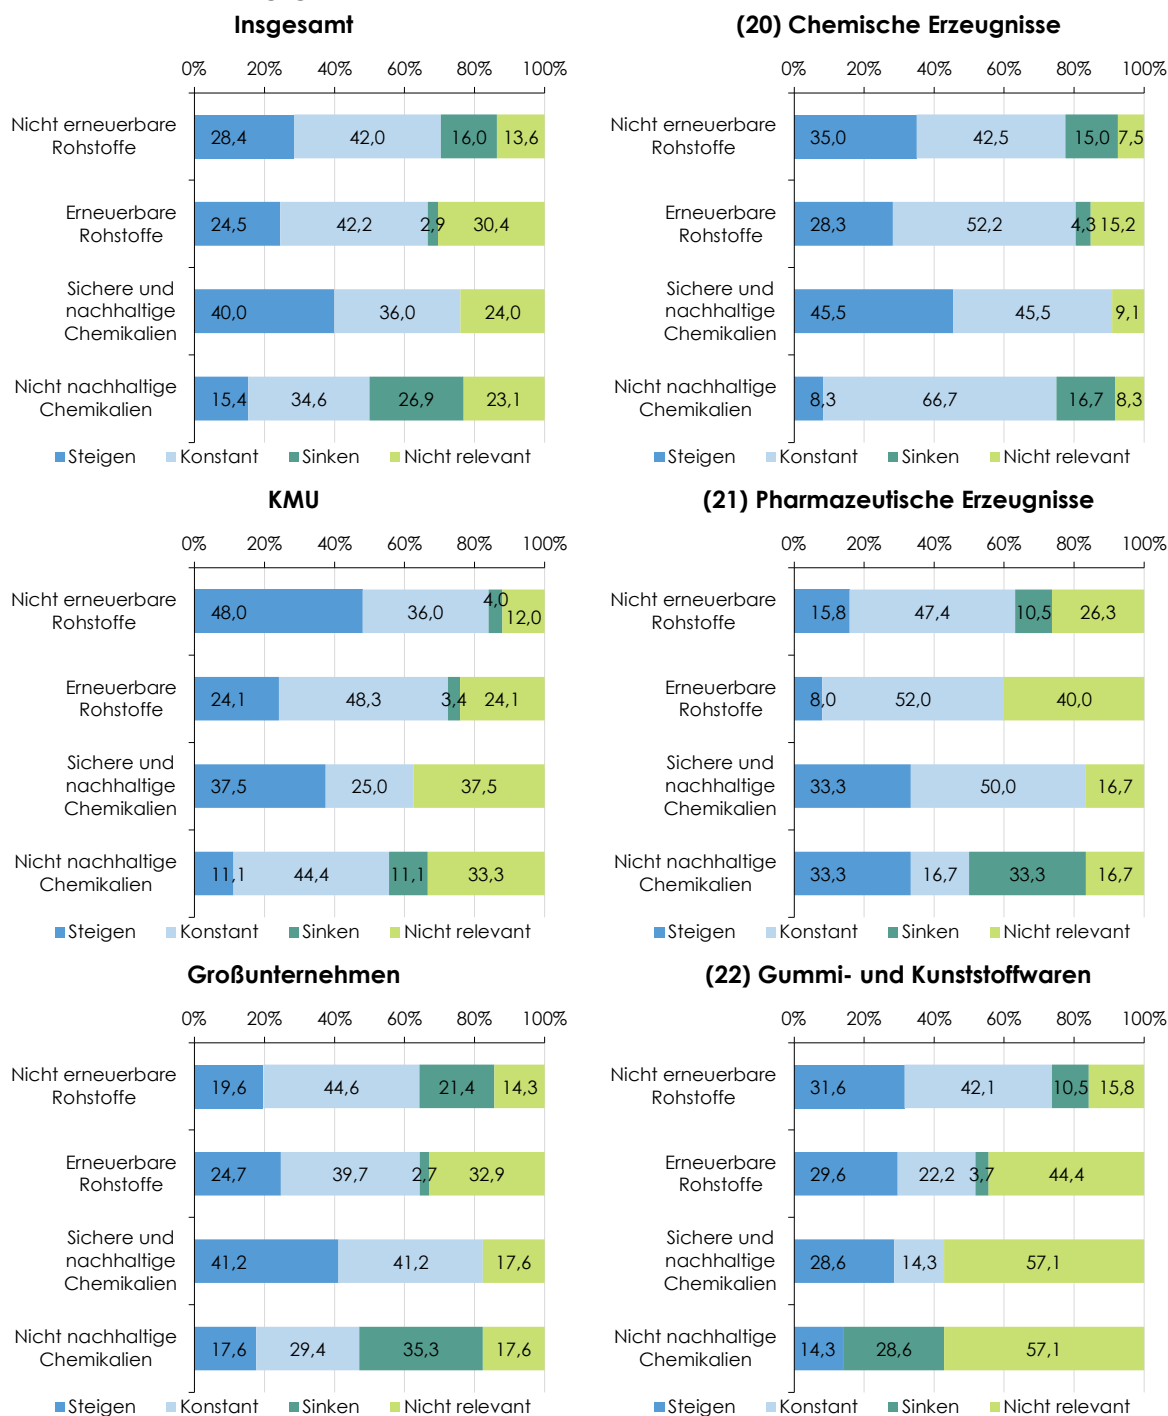 Insgesamt
0% 20% 40% 60% 80% 100%
Nicht erneuerbare
Rohstoffe
28,4 42,0 16,0 13,6
Erneuerbare
Rohstoffe
24,5 42,2 2,9 30,4
Sichere und
nachhaltige
Chemikalien
40,0 36,0 24,0
Nicht nachhaltige
Chemikalien
15,4 34,6 26,9 23,1
Steigen Konstant Sinken Nicht relevant
(20) Chemische Erzeugnisse
0% 20% 40% 60% 80% 100%
Nicht erneuerbare
Rohstoffe
35,0 42,5 15,0 7,5
Erneuerbare
Rohstoffe
28,3 52,2 4,3 15,2
Sichere und
nachhaltige
Chemikalien
45,5 45,5 9,1
Nicht nachhaltige
Chemikalien
8,3 66,7 16,7 8,3
Steigen Konstant Sinken Nicht relevant
KMU
0% 20% 40% 60% 80% 100%
Nicht erneuerbare
Rohstoffe
48,0 36,0 4,0 12,0
Erneuerbare
Rohstoffe
24,1 48,3 3,4 24,1
Sichere und
nachhaltige
Chemikalien
37,5 25,0 37,5
Nicht nachhaltige
Chemikalien
11,1 44,4 11,1 33,3
Steigen Konstant Sinken Nicht relevant
(21) Pharmazeutische Erzeugnisse
0% 20% 40% 60% 80% 100%
Nicht erneuerbare
Rohstoffe
15,8 47,4 10,5 26,3
Erneuerbare
Rohstoffe
8,0 52,0 40,0
Sichere und
nachhaltige
Chemikalien
33,3 50,0 16,7
Nicht nachhaltige
Chemikalien
33,3 16,7 33,3 16,7
Steigen Konstant Sinken Nicht relevant
Großunternehmen
0% 20% 40% 60% 80% 100%
Nicht erneuerbare
Rohstoffe
19,6 44,6 21,4 14,3
Erneuerbare
Rohstoffe
24,7 39,7 2,7 32,9
Sichere und
nachhaltige
Chemikalien
41,2 41,2 17,6
Nicht nachhaltige
Chemikalien
17,6 29,4 35,3 17,6
Steigen Konstant Sinken Nicht relevant
(22) Gummi- und Kunststoffwaren
0% 20% 40% 60% 80% 100%
Nicht erneuerbare
Rohstoffe
31,6 42,1 10,5 15,8
Erneuerbare
Rohstoffe
29,6 22,2 3,7 44,4
Sichere und
nachhaltige
Chemikalien
28,6 14,3 57,1
Nicht nachhaltige
Chemikalien
14,3 28,6 57,1
Steigen Konstant Sinken Nicht relevant